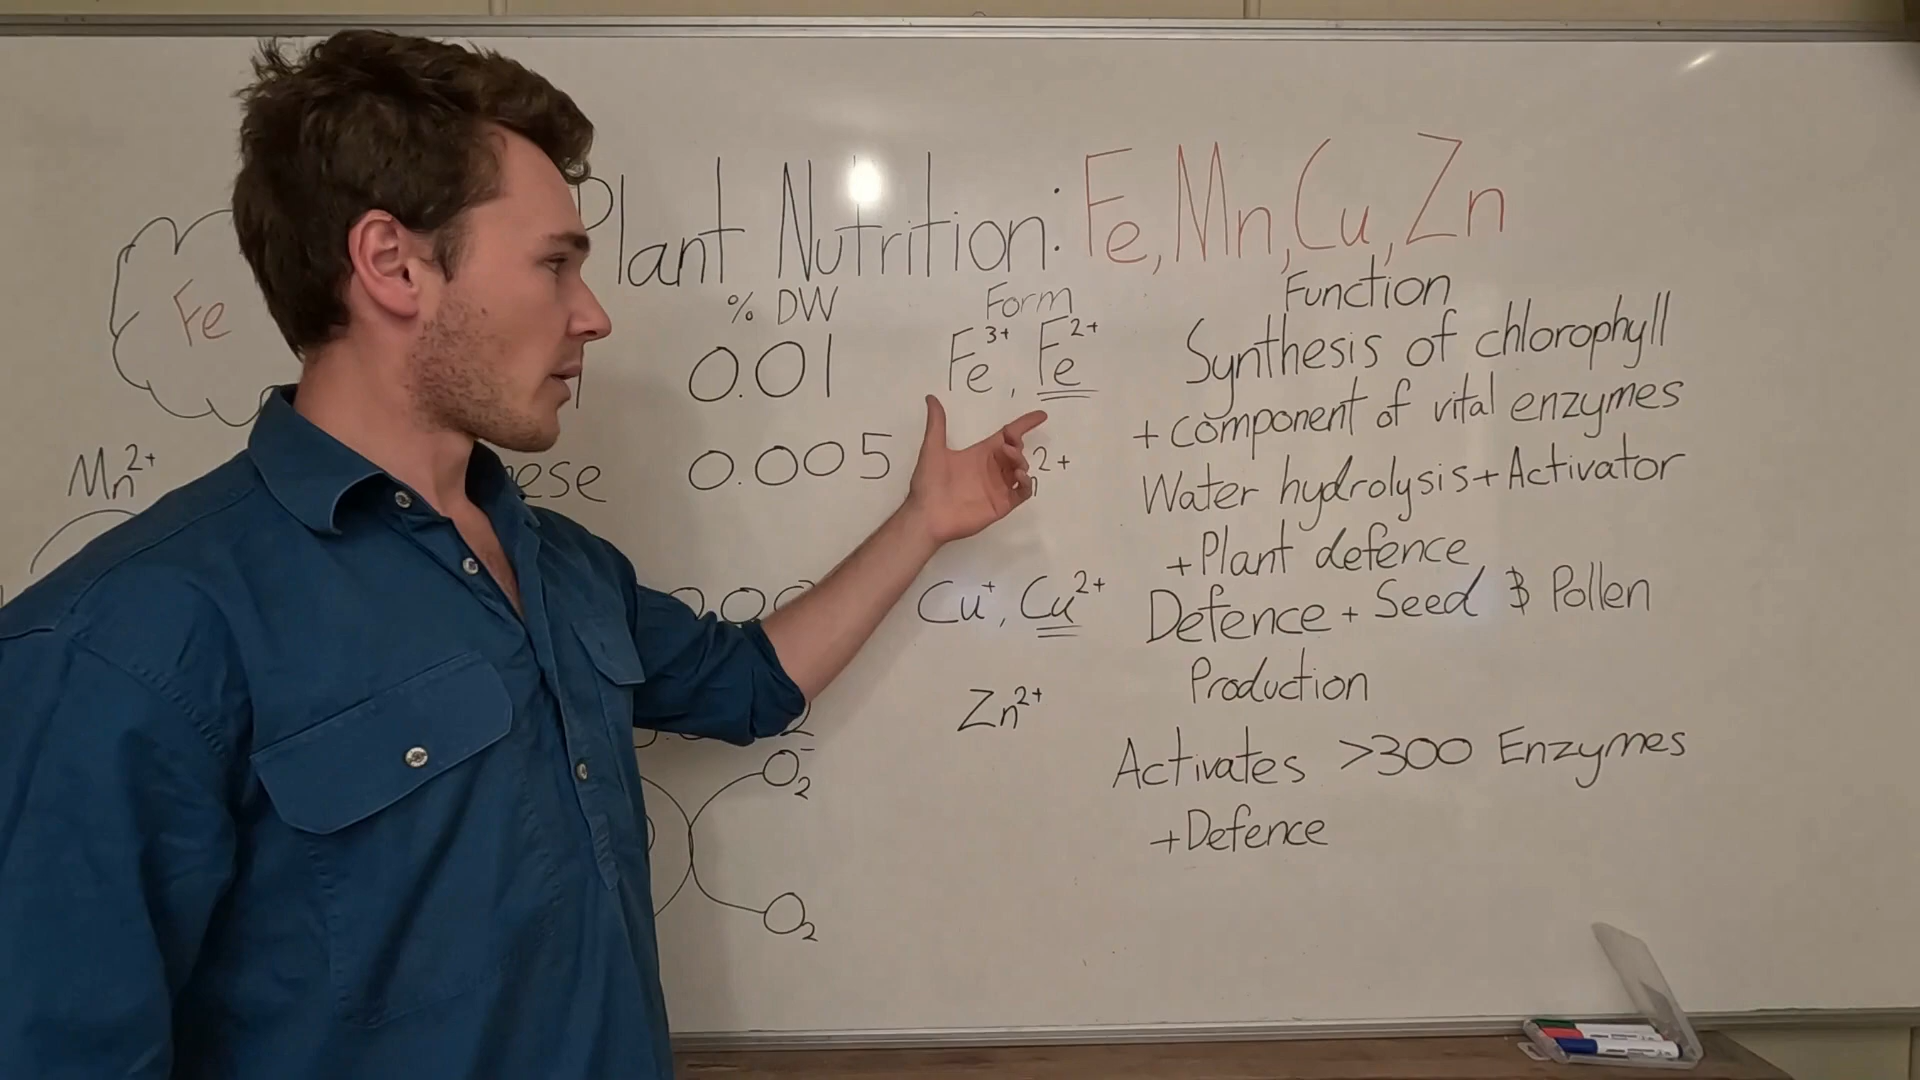 Plant Nutrition: Fe, Mn, Cu, Zn
% DW Form Function
Fe
0.01 Fe3+, Fe2+ Synthesis of chlorophyll
+ component of vital enzymes
Mn2+
0.005 Water hydrolysis + Activator
+ Plant defence
Cu+, Cu2+ Defence + Seed & Pollen
Production
Zn2+
Activates >300 Enzymes
+ Defence
O2-
O2